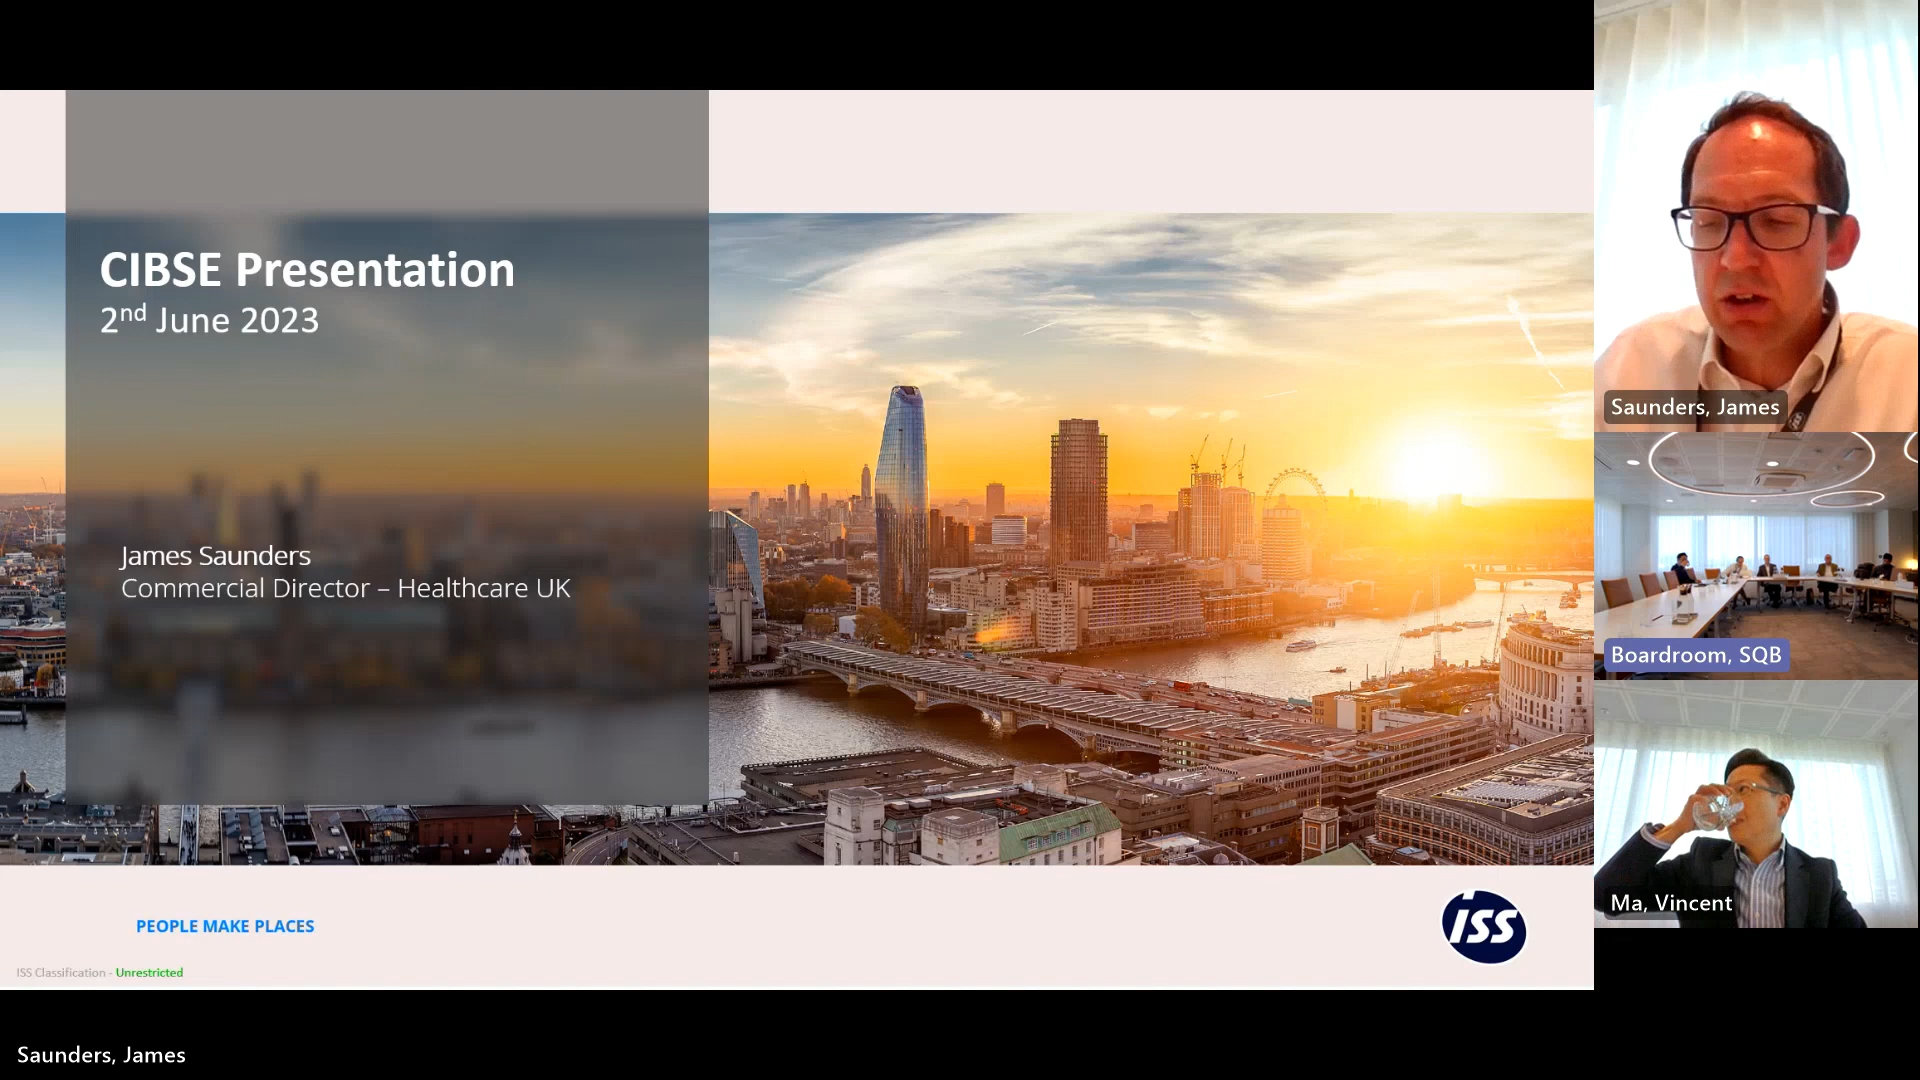 CIBSE Presentation
2nd June 2023
James Saunders
Commercial Director – Healthcare UK
PEOPLE MAKE PLACES
ISS Classification - Unrestricted
ISS
Saunders, James
Boardroom, SQB
Ma, Vincent
Saunders, James